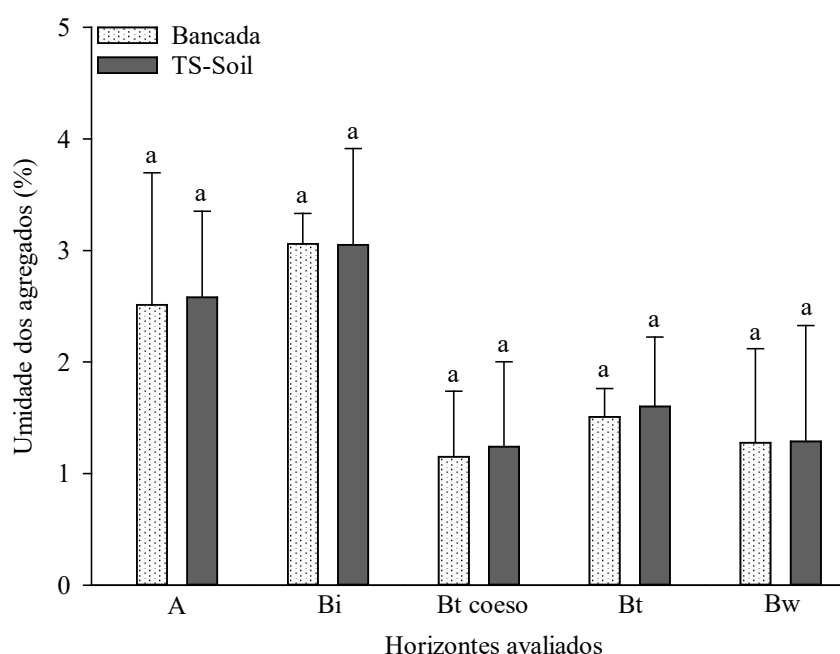 5
Bancada
TS-Soil
a
4
a
a
a
a
3
a
a
a
a
a
2
1
0
A Bi Bt coeso Bt Bw
Horizontes avaliados
Umidade dos agregados (%)